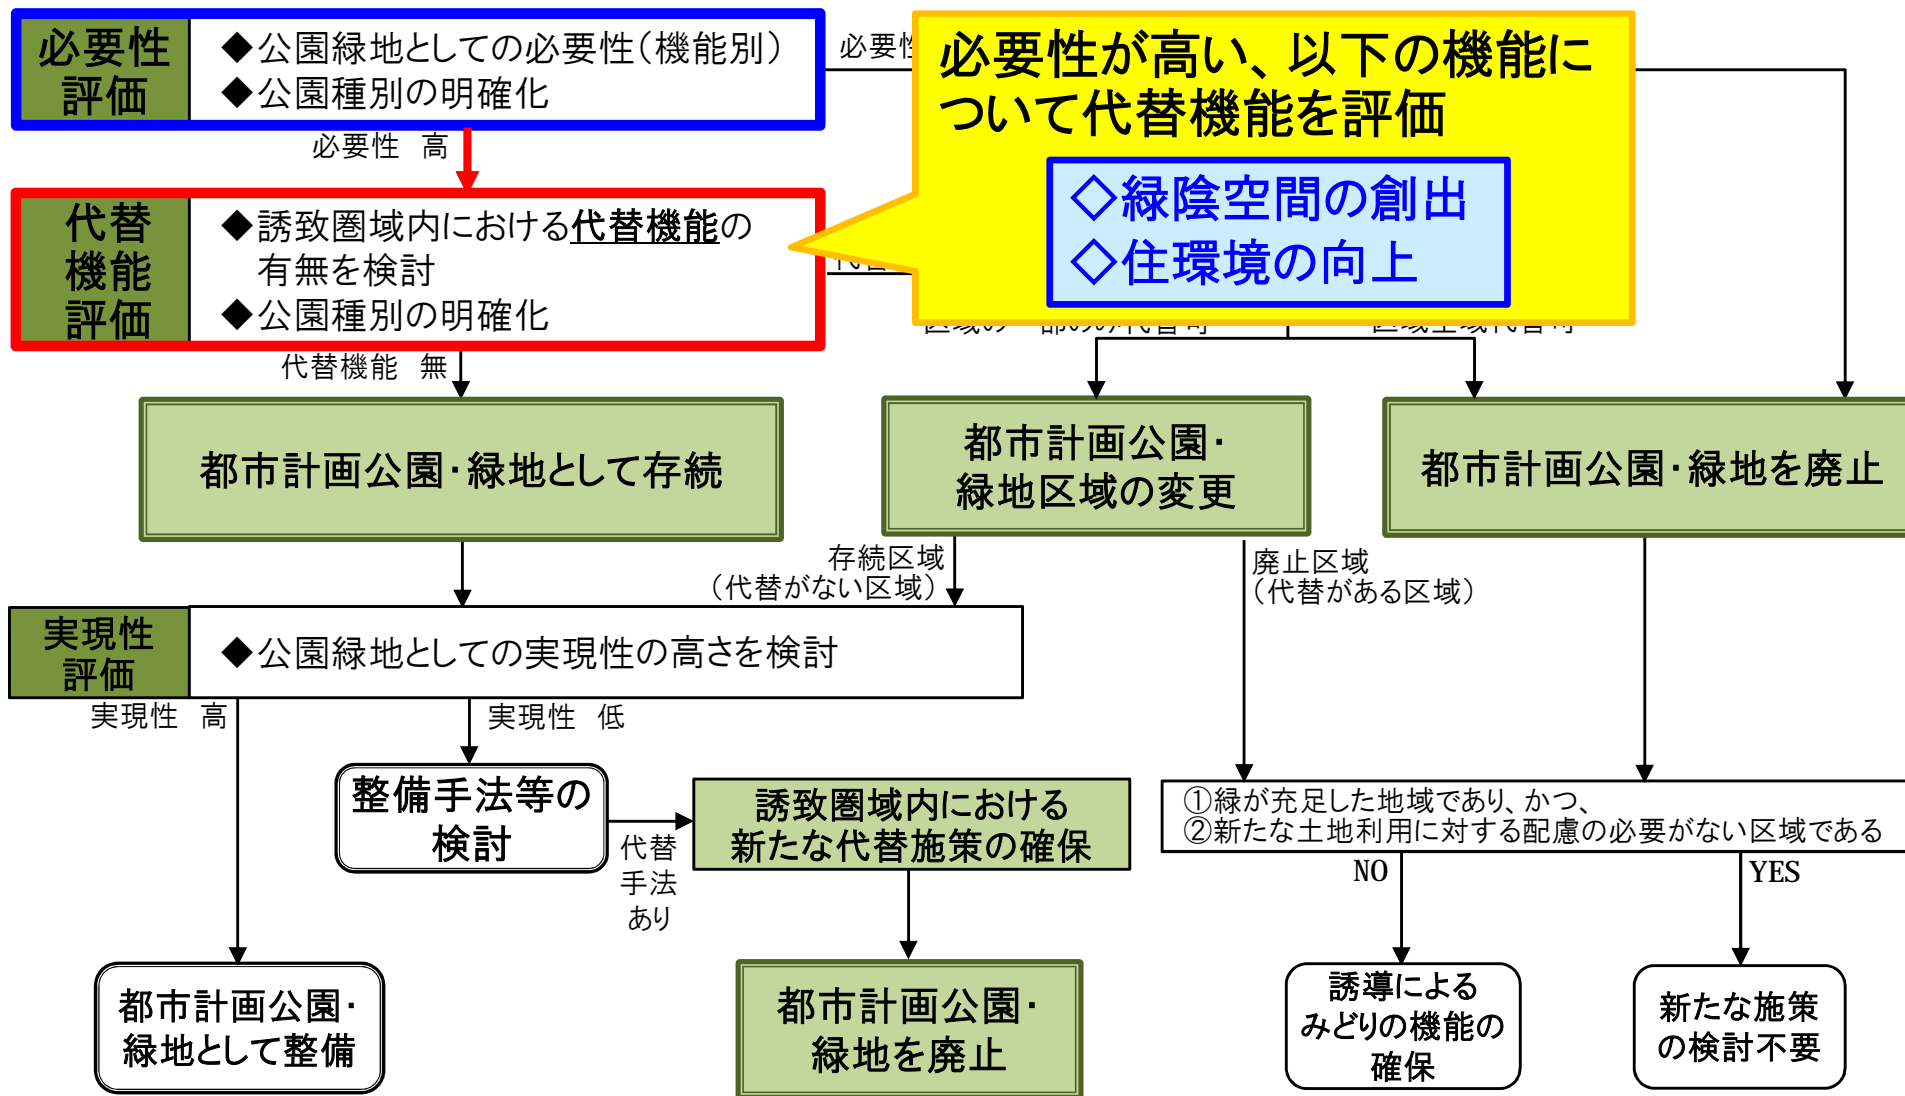 必要性
評価
◆公園緑地としての必要性（機能別）
◆公園種別の明確化
必要性
必要性が高い、以下の機能に
ついて代替機能を評価
◇緑陰空間の創出
◇住環境の向上
必要性　高
代替
機能
評価
◆誘致圏域内における代替機能の
有無を検討
◆公園種別の明確化
代替機能　無
都市計画公園・緑地として存続
都市計画公園・
緑地区域の変更
都市計画公園・緑地を廃止
存続区域
（代替がない区域）
廃止区域
（代替がある区域）
実現性
評価
◆公園緑地としての実現性の高さを検討
実現性　高
実現性　低
整備手法等の
検討
代替
手法
あり
誘致圏域内における
新たな代替施策の確保
①緑が充足した地域であり、かつ、
②新たな土地利用に対する配慮の必要がない区域である
NO
YES
都市計画公園・
緑地として整備
都市計画公園・
緑地を廃止
誘導による
みどりの機能の
確保
新たな施策
の検討不要